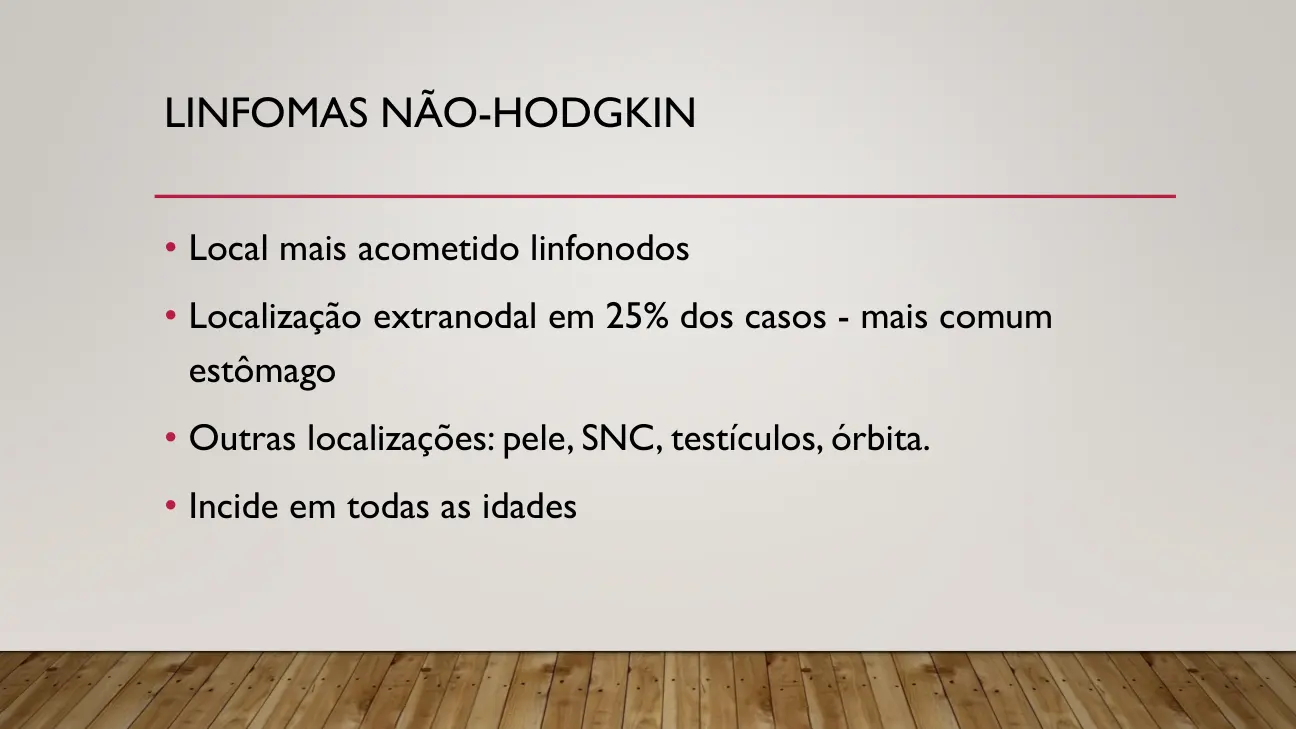 LINFOMAS NÃO-HODGKIN
• Local mais acometido linfonodos
• Localização extranodal em 25% dos casos - mais comum
estômago
• Outras localizações: pele, SNC, testículos, órbita.
• Incide em todas as idades